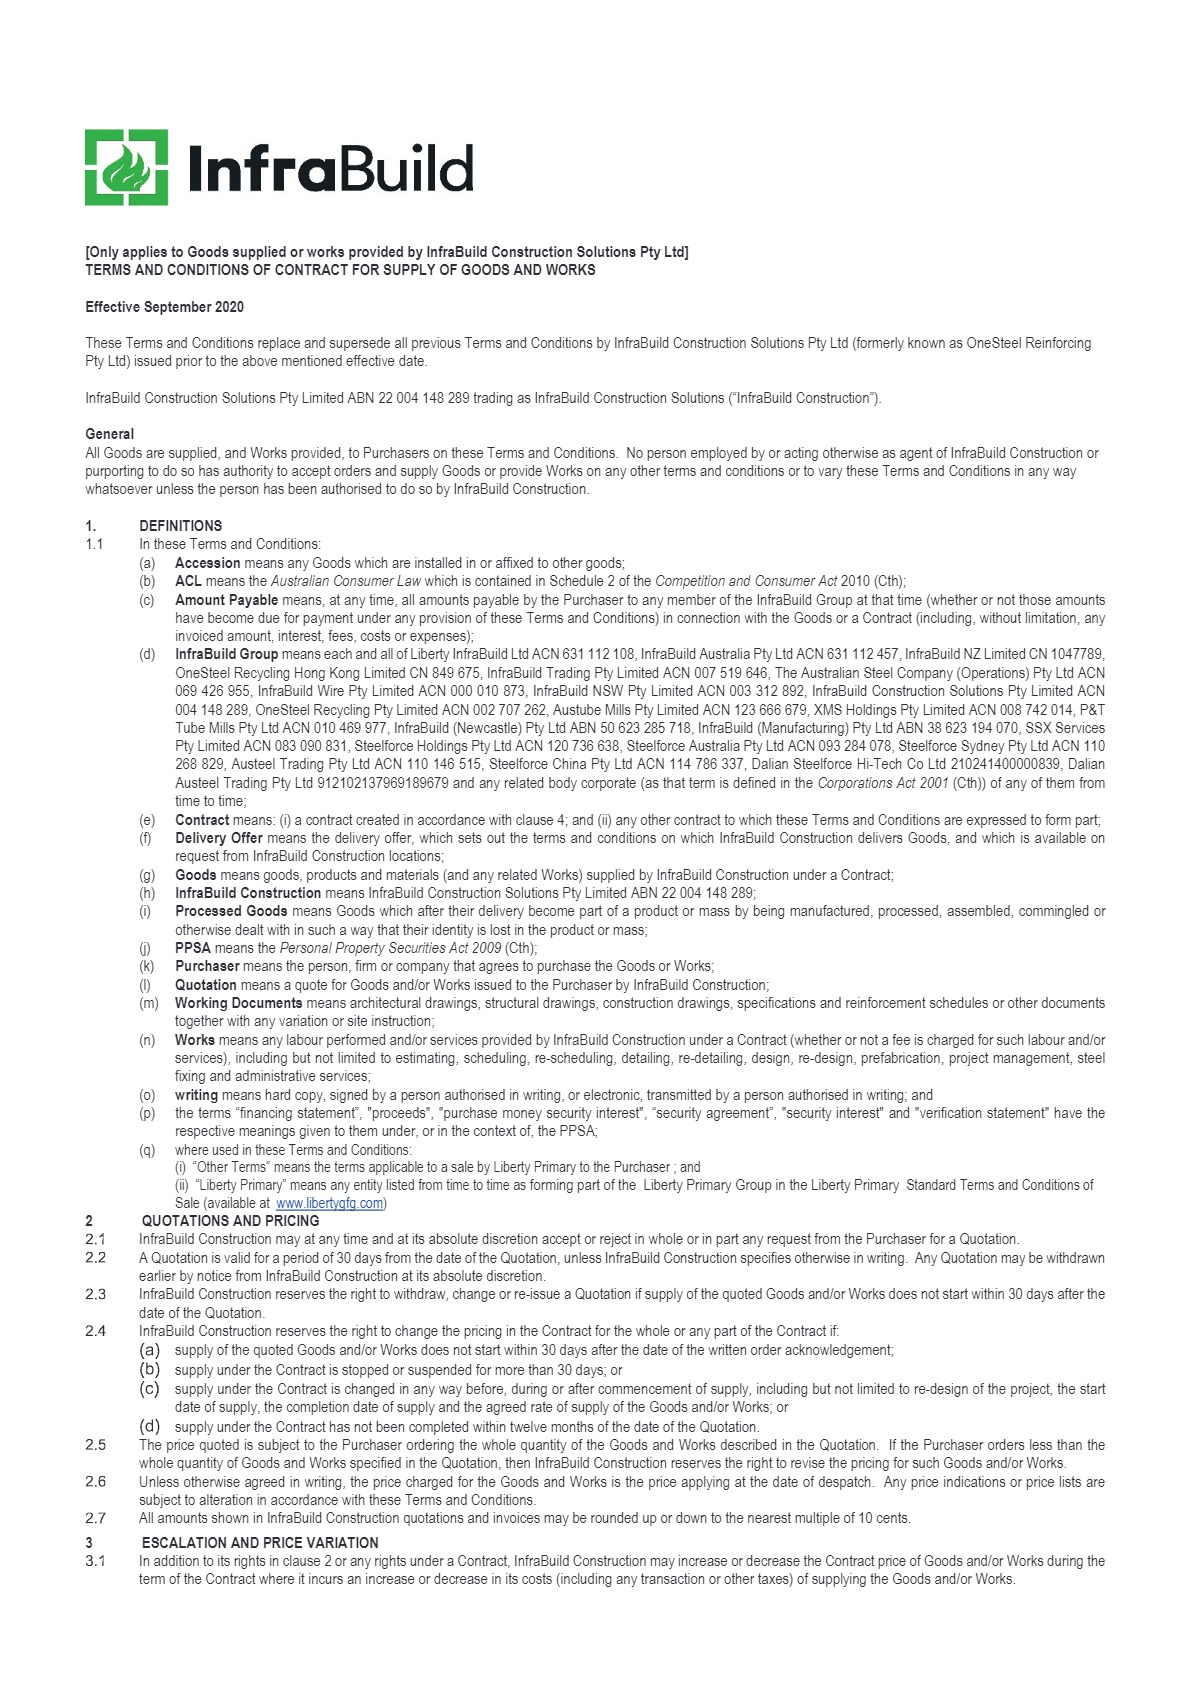 InfraBuild
[Only applies to Goods supplied or works provided by InfraBuild Construction Solutions Pty Ltd]
TERMS AND CONDITIONS OF CONTRACT FOR SUPPLY OF GOODS AND WORKS
Effective September 2020
These Terms and Conditions replace and supersede all previous Terms and Conditions by InfraBuild Construction Solutions Pty Ltd (formerly known as OneSteel Reinforcing
Pty Ltd) issued prior to the above mentioned effective date.
InfraBuild Construction Solutions Pty Limited ABN 22 004 148 289 trading as InfraBuild Construction Solutions (“InfraBuild Construction”).
General
All Goods are supplied, and Works provided, to Purchasers on these Terms and Conditions. No person employed by or acting otherwise as agent of InfraBuild Construction or
purporting to do so has authority to accept orders and supply Goods or provide Works on any other terms and conditions or to vary these Terms and Conditions in any way
whatsoever unless the person has been authorised to do so by InfraBuild Construction.
1. DEFINITIONS
1.1 In these Terms and Conditions:
(a) Accession means any Goods which are installed in or affixed to other goods;
(b) ACL means the Australian Consumer Law which is contained in Schedule 2 of the Competition and Consumer Act 2010 (Cth);
(c) Amount Payable means, at any time, all amounts payable by the Purchaser to any member of the InfraBuild Group at that time (whether or not those amounts
have become due for payment under any provision of these Terms and Conditions) in connection with the Goods or a Contract (including, without limitation, any
invoiced amount, interest, fees, costs or expenses);
(d) InfraBuild Group means each and all of Liberty InfraBuild Ltd ACN 631 112 108, InfraBuild Australia Pty Ltd ACN 631 112 457, InfraBuild NZ Limited CN 1047789,
OneSteel Recycling Hong Kong Limited CN 849 675, InfraBuild Trading Pty Limited ACN 007 519 646, The Australian Steel Company (Operations) Pty Ltd ACN
069 426 955, InfraBuild Wire Pty Limited ACN 000 010 873, InfraBuild NSW Pty Limited ACN 003 312 892, InfraBuild Construction Solutions Pty Limited ACN
004 148 289, OneSteel Recycling Pty Limited ACN 002 707 262, Austube Mills Pty Limited ACN 123 666 679, XMS Holdings Pty Limited ACN 008 742 014, P&T
Tube Mills Pty Ltd ACN 010 469 977, InfraBuild (Newcastle) Pty Ltd ABN 50 623 285 718, InfraBuild (Manufacturing) Pty Ltd ABN 38 623 194 070, SSX Services
Pty Limited ACN 083 090 831, Steelforce Holdings Pty Ltd ACN 120 736 638, Steelforce Australia Pty Ltd ACN 093 284 078, Steelforce Sydney Pty Ltd ACN 110
268 829, Austeel Trading Pty Ltd ACN 110 146 515, Steelforce China Pty Ltd ACN 114 786 337, Dalian Steelforce Hi-Tech Co Ltd 210241400000839, Dalian
Austeel Trading Pty Ltd 912102137969189679 and any related body corporate (as that term is defined in the Corporations Act 2001 (Cth)) of any of them from
time to time;
(e) Contract means: (i) a contract created in accordance with clause 4; and (ii) any other contract to which these Terms and Conditions are expressed to form part;
(f) Delivery Offer means the delivery offer, which sets out the terms and conditions on which InfraBuild Construction delivers Goods, and which is available on
request from InfraBuild Construction locations;
(g) Goods means goods, products and materials (and any related Works) supplied by InfraBuild Construction under a Contract;
(h) InfraBuild Construction means InfraBuild Construction Solutions Pty Limited ABN 22 004 148 289;
(i) Processed Goods means Goods which after their delivery become part of a product or mass by being manufactured, processed, assembled, commingled or
otherwise dealt with in such a way that their identity is lost in the product or mass;
(j) PPSA means the Personal Property Securities Act 2009 (Cth);
(k) Purchaser means the person, firm or company that agrees to purchase the Goods or Works;
(l) Quotation means a quote for Goods and/or Works issued to the Purchaser by InfraBuild Construction;
(m) Working Documents means architectural drawings, structural drawings, construction drawings, specifications and reinforcement schedules or other documents
together with any variation or site instruction;
(n) Works means any labour performed and/or services provided by InfraBuild Construction under a Contract (whether or not a fee is charged for such labour and/or
services), including but not limited to estimating, scheduling, re-scheduling, detailing, re-detailing, design, re-design, prefabrication, project management, steel
fixing and administrative services;
(o) writing means hard copy, signed by a person authorised in writing, or electronic, transmitted by a person authorised in writing; and
(p) the terms “financing statement”, "proceeds", "purchase money security interest", “security agreement”, "security interest" and "verification statement" have the
respective meanings given to them under, or in the context of, the PPSA;
(q) where used in these Terms and Conditions:
(i) “Other Terms” means the terms applicable to a sale by Liberty Primary to the Purchaser ; and
(ii) “Liberty Primary” means any entity listed from time to time as forming part of the Liberty Primary Group in the Liberty Primary Standard Terms and Conditions of
Sale (available at www.libertygfg.com)
2 QUOTATIONS AND PRICING
2.1 InfraBuild Construction may at any time and at its absolute discretion accept or reject in whole or in part any request from the Purchaser for a Quotation.
2.2 A Quotation is valid for a period of 30 days from the date of the Quotation, unless InfraBuild Construction specifies otherwise in writing. Any Quotation may be withdrawn
earlier by notice from InfraBuild Construction at its absolute discretion.
2.3 InfraBuild Construction reserves the right to withdraw, change or re-issue a Quotation if supply of the quoted Goods and/or Works does not start within 30 days after the
date of the Quotation.
2.4 InfraBuild Construction reserves the right to change the pricing in the Contract for the whole or any part of the Contract if:
(a) supply of the quoted Goods and/or Works does not start within 30 days after the date of the written order acknowledgement;
(b) supply under the Contract is stopped or suspended for more than 30 days; or
(c) supply under the Contract is changed in any way before, during or after commencement of supply, including but not limited to re-design of the project, the start
date of supply, the completion date of supply and the agreed rate of supply of the Goods and/or Works; or
(d) supply under the Contract has not been completed within twelve months of the date of the Quotation.
2.5 The price quoted is subject to the Purchaser ordering the whole quantity of the Goods and Works described in the Quotation. If the Purchaser orders less than the
whole quantity of Goods and Works specified in the Quotation, then InfraBuild Construction reserves the right to revise the pricing for such Goods and/or Works.
2.6 Unless otherwise agreed in writing, the price charged for the Goods and Works is the price applying at the date of despatch. Any price indications or price lists are
subject to alteration in accordance with these Terms and Conditions.
2.7 All amounts shown in InfraBuild Construction quotations and invoices may be rounded up or down to the nearest multiple of 10 cents.
3 ESCALATION AND PRICE VARIATION
3.1 In addition to its rights in clause 2 or any rights under a Contract, InfraBuild Construction may increase or decrease the Contract price of Goods and/or Works during the
term of the Contract where it incurs an increase or decrease in its costs (including any transaction or other taxes) of supplying the Goods and/or Works.